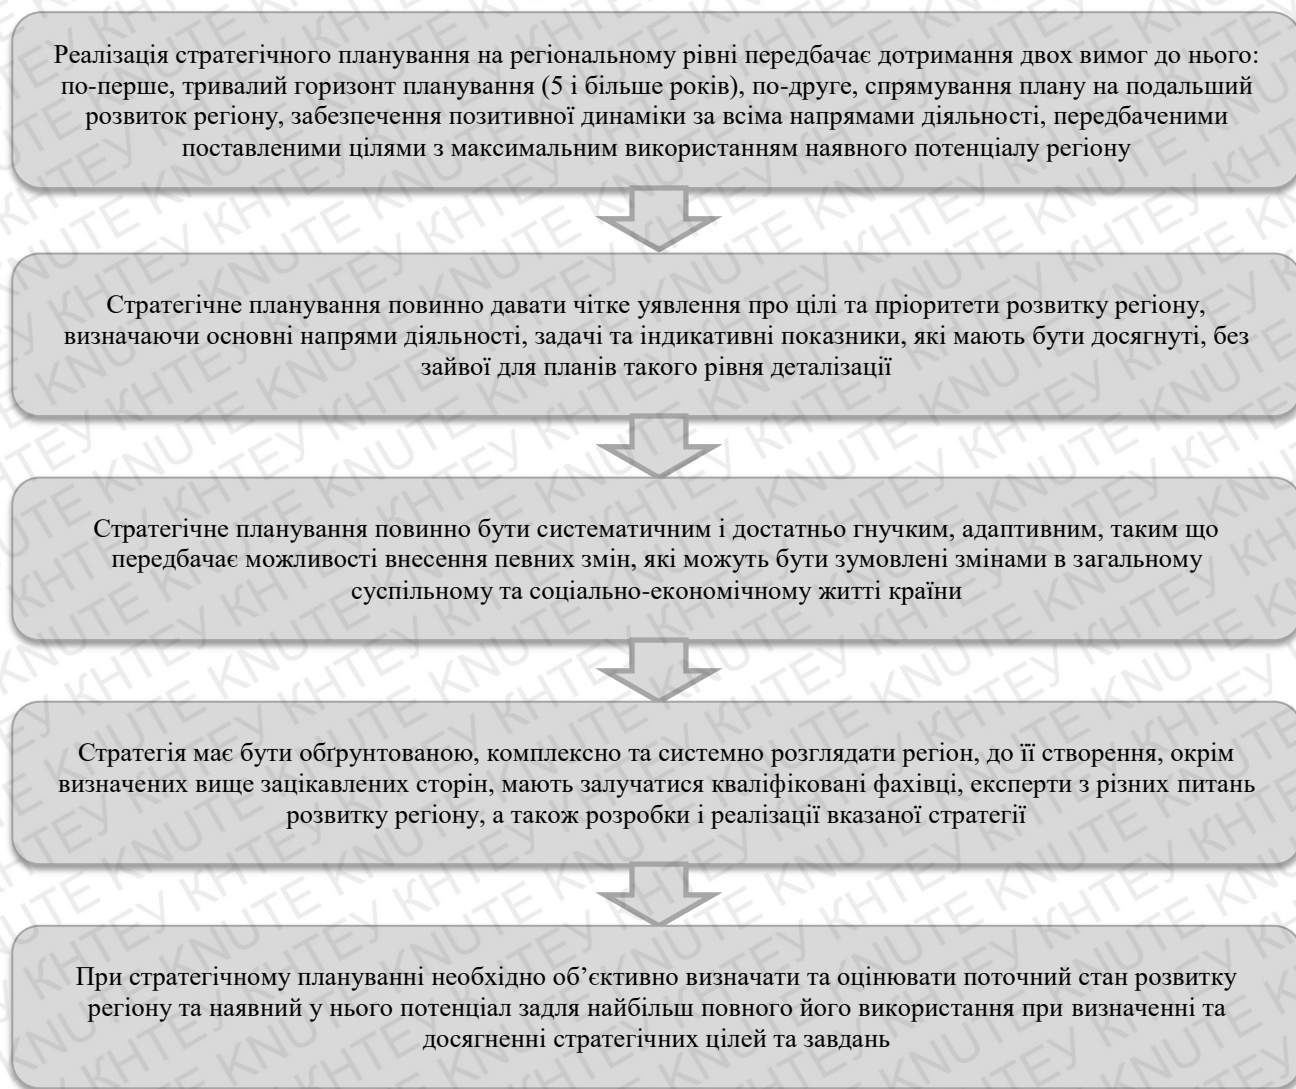 Реалізація стратегічного планування на регіональному рівні передбачає дотримання двох вимог до нього:
по-перше, тривалий горизонт планування (5 і більше років), по-друге, спрямування плану на подальший
розвиток регіону, забезпечення позитивної динаміки за всіма напрямами діяльності, передбаченими
поставленими цілями з максимальним використанням наявного потенціалу регіону
Стратегічне планування повинно давати чітке уявлення про цілі та пріоритети розвитку регіону,
визначаючи основні напрями діяльності, задачі та індикативні показники, які мають бути досягнуті, без
зайвої для планів такого рівня деталізації
Стратегічне планування повинно бути систематичним і достатньо гнучким, адаптивним, таким що
передбачає можливості внесення певних змін, які можуть бути зумовлені змінами в загальному
суспільному та соціально-економічному житті країни
Стратегія має бути обґрунтованою, комплексно та системно розглядати регіон, до її створення, окрім
визначених вище зацікавлених сторін, мають залучатися кваліфіковані фахівці, експерти з різних питань
розвитку регіону, а також розробки і реалізації вказаної стратегії
При стратегічному плануванні необхідно об’єктивно визначати та оцінювати поточний стан розвитку
регіону та наявний у нього потенціал задля найбільш повного його використання при визначенні та
досягненні стратегічних цілей та завдань